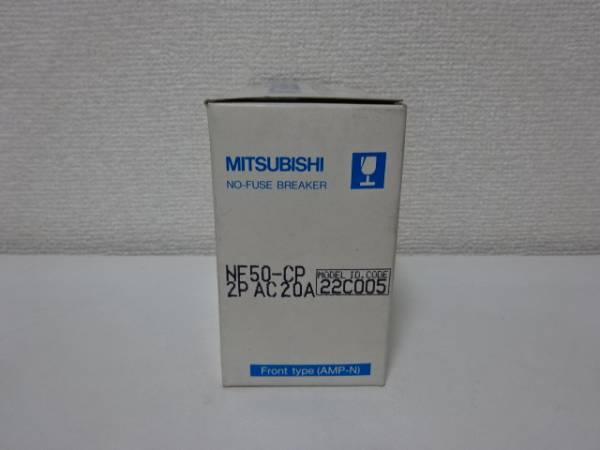 MITSUBISHI
NO-FUSE BREAKER
NF50-CP
MODEL ID.CODE
2P AC20A 22C005
Front type (AMP-N)